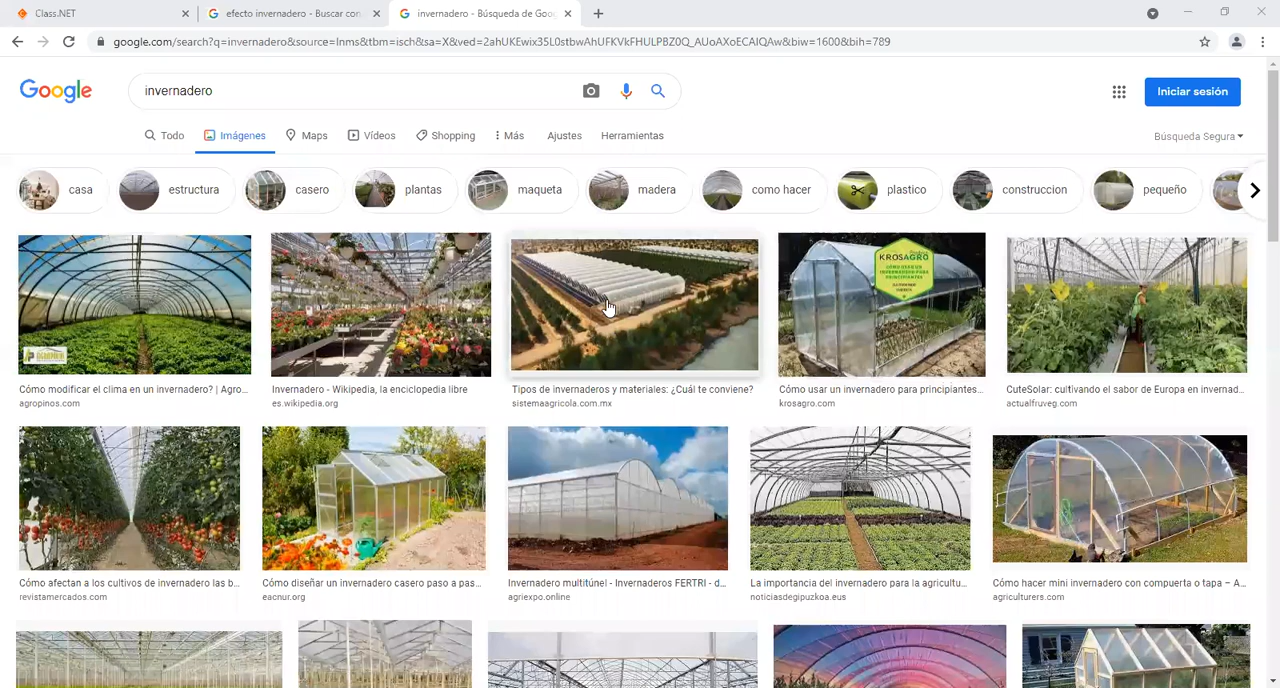 Class.NET
efecto invernadero - Buscar con
invernadero - Búsqueda de Goo
google.com/search?q=invernadero&source=lnms&tbm=isch&sa=X&ved=2ahUKEwix35L0stbwAhUFKVkFHULPBZ0Q_AUoAXoECAIQAw&biw=1600&bih=789
Google
invernadero
Iniciar sesión
Todo
Imágenes
Maps
Vídeos
Shopping
Más
Ajustes
Herramientas
Búsqueda Segura
casa
estructura
casero
plantas
maqueta
madera
como hacer
plastico
construccion
pequeño
KROSAGRO
CÓMO USAR UN
INVERNADERO PARA
PRINCIPIANTES
Cómo modificar el clima en un invernadero? | Agro...
agropinos.com
Invernadero - Wikipedia, la enciclopedia libre
es.wikipedia.org
Tipos de invernaderos y materiales: ¿Cuál te conviene?
sistemaagricola.com.mx
Cómo usar un invernadero para principiantes...
krosagro.com
CuteSolar: cultivando el sabor de Europa en invernad...
actualfruveg.com
Cómo afectan a los cultivos de invernadero las b...
revistamercados.com
Cómo diseñar un invernadero casero paso a pas...
eacnur.org
Invernadero multitúnel - Invernaderos FERTRI - d...
agriexpo.online
La importancia del invernadero para la agricultu...
noticiasdegipuzkoa.eus
Cómo hacer mini invernadero con compuerta o tapa – A...
agriculturers.com